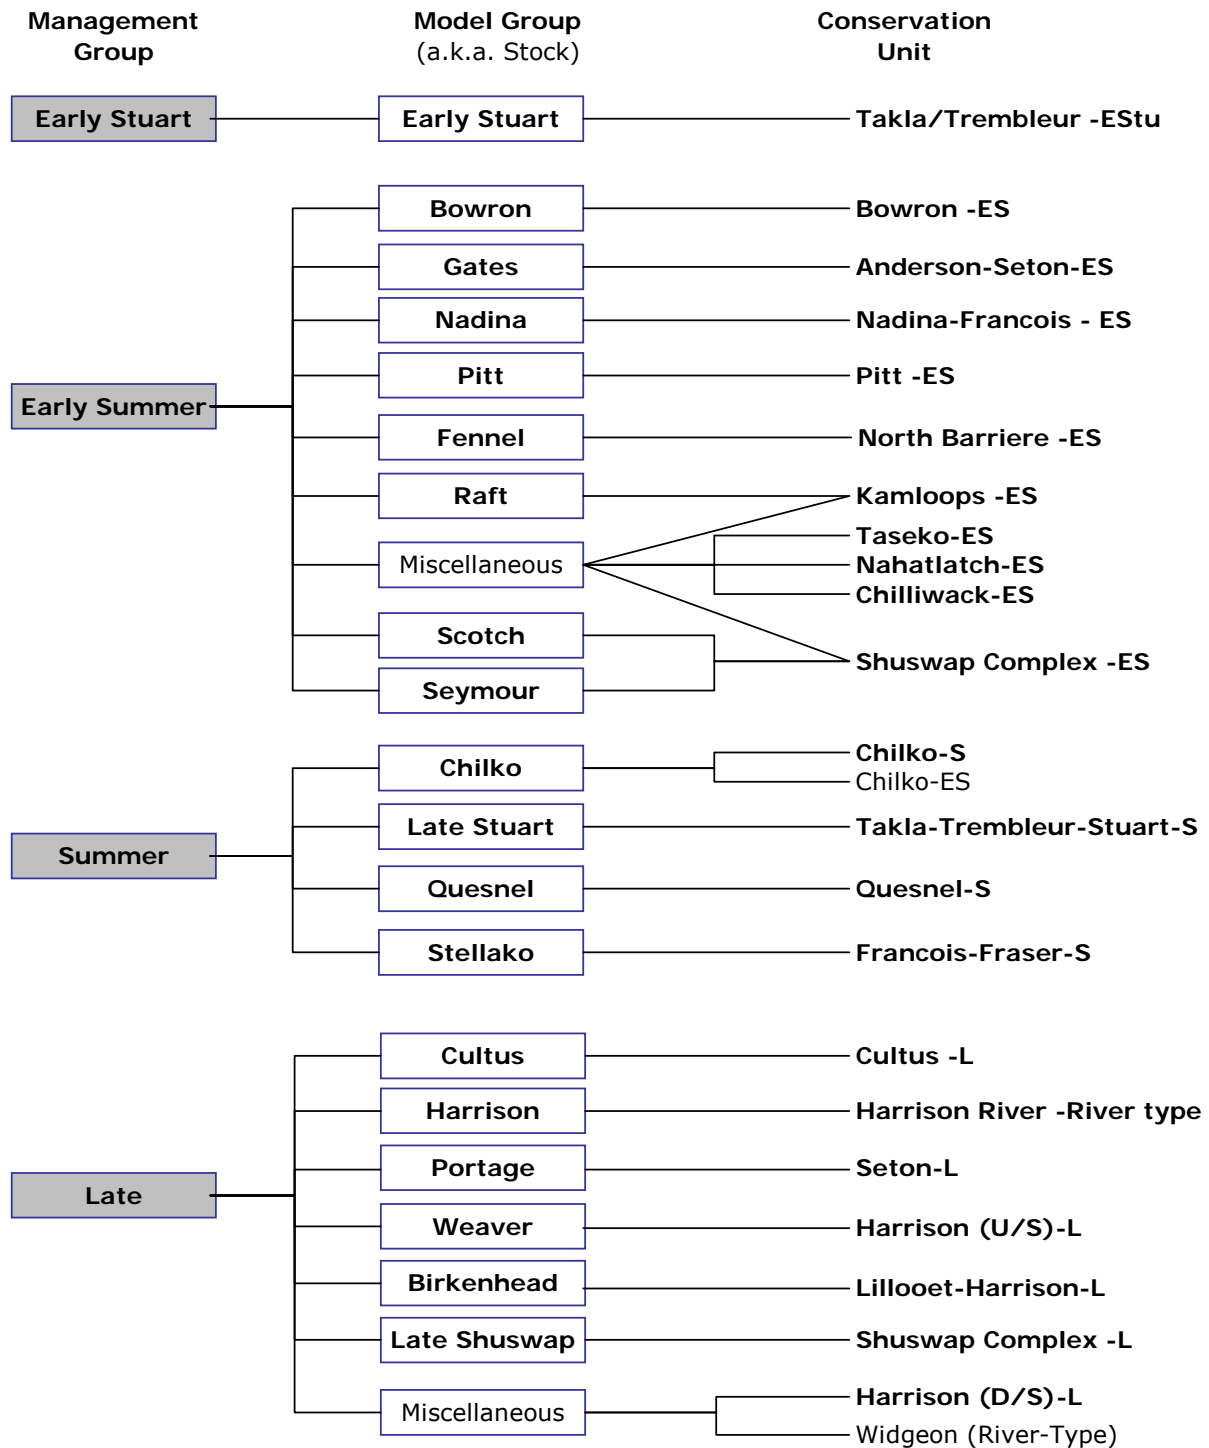 Management Group
Model Group (a.k.a. Stock)
Conservation Unit
Early Stuart
Early Stuart
Takla/Trembleur -EStu
Early Summer
Bowron
Bowron -ES
Gates
Anderson-Seton-ES
Nadina
Nadina-Francois - ES
Pitt
Pitt -ES
Fennel
North Barriere -ES
Raft
Kamloops -ES
Miscellaneous
Taseko-ES
Nahatlatch-ES
Chilliwack-ES
Scotch
Seymour
Shuswap Complex -ES
Summer
Chilko
Chilko-S
Chilko-ES
Late Stuart
Takla-Trembleur-Stuart-S
Quesnel
Quesnel-S
Stellako
Francois-Fraser-S
Late
Cultus
Cultus -L
Harrison
Harrison River -River type
Portage
Seton-L
Weaver
Harrison (U/S)-L
Birkenhead
Lillooet-Harrison-L
Late Shuswap
Shuswap Complex -L
Miscellaneous
Harrison (D/S)-L
Widgeon (River-Type)